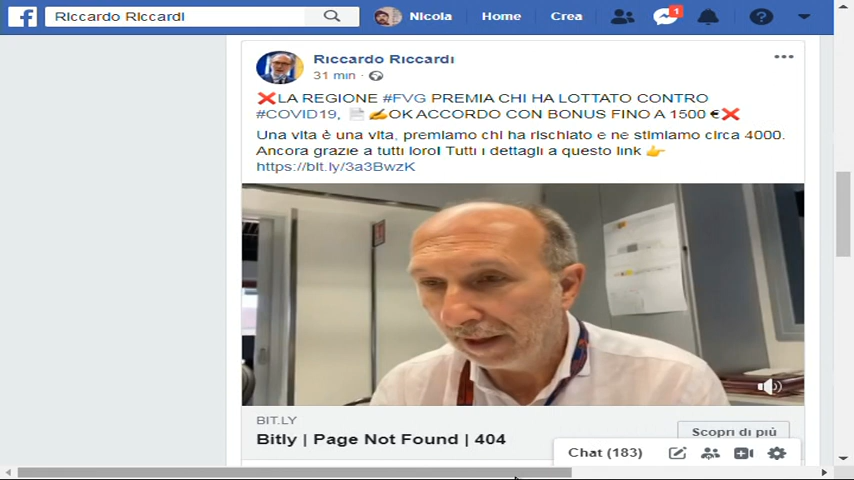 Riccardo Riccardi
Nicola
Home
Crea
1
Riccardo Riccardi
31 min ·
❌LA REGIONE #FVG PREMIA CHI HA LOTTATO CONTRO
#COVID19, 📄✍OK ACCORDO CON BONUS FINO A 1500 €❌
Una vita è una vita, premiamo chi ha rischiato e ne stimiamo circa 4000.
Ancora grazie a tutti loro! Tutti i dettagli a questo link 👉
https://bit.ly/3a3BwzK
BIT.LY
Bitly | Page Not Found | 404
Scopri di più
Chat (183)